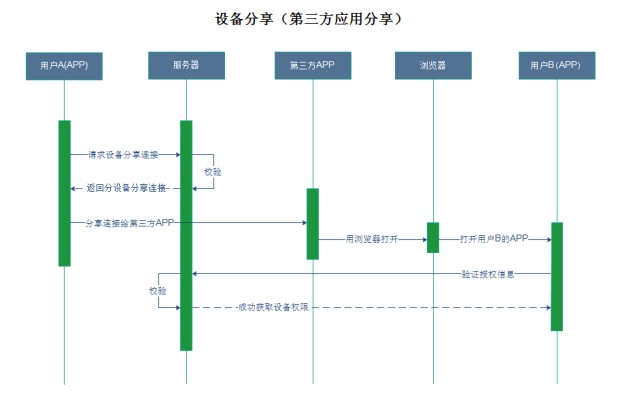 设备分享（第三方应用分享）
用户A(APP)
服务器
第三方APP
浏览器
用户B(APP)
请求设备分享连接
校验
返回分设备分享连接
分享连接给第三方APP
用浏览器打开
打开用户B的APP
验证授权信息
校验
成功获取设备权限